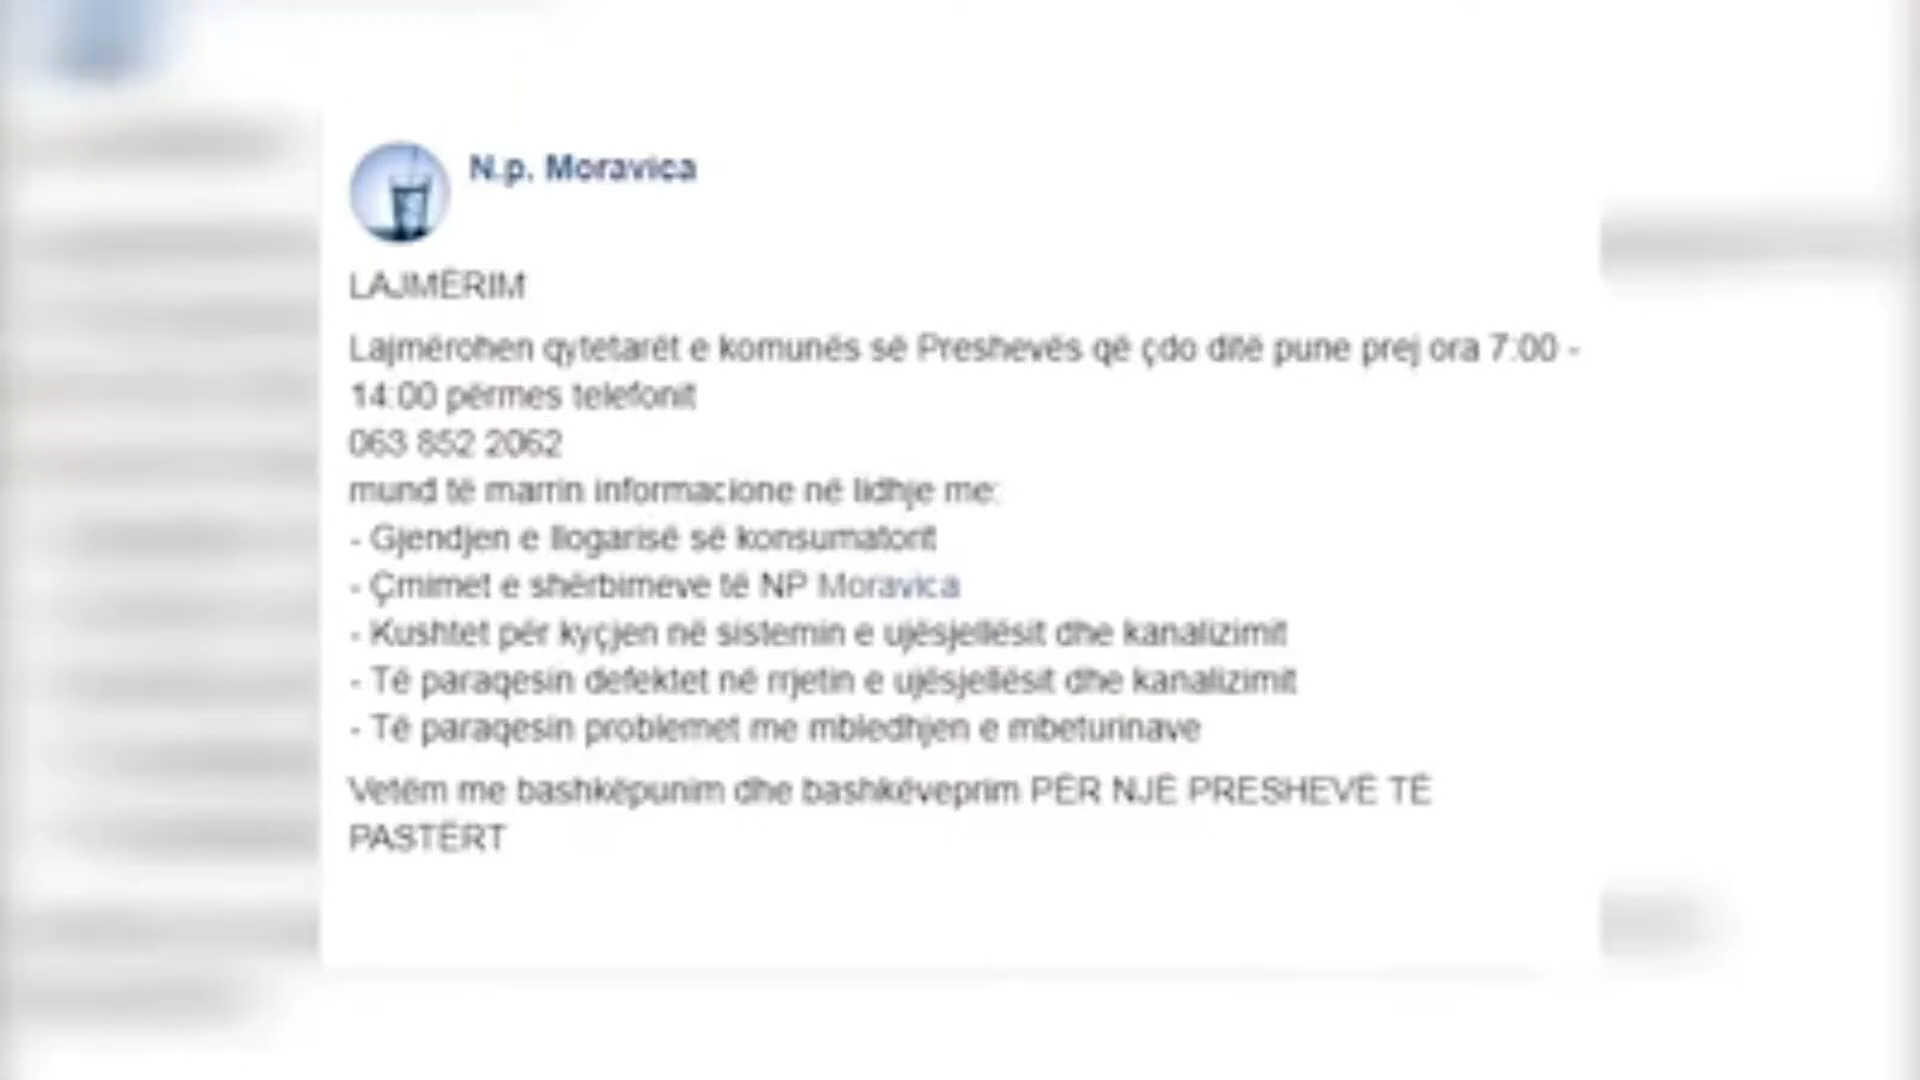 N.p. Moravica
LAJMËRIM
Lajmërohen qytetarët e komunës së Preshevës që çdo ditë pune prej ora 7:00 -
14:00 përmes telefonit
063 852 2062
mund të marrin informacione në lidhje me:
- Gjendjen e llogarisë së konsumatorit
- Çmimet e shërbimeve të NP Moravica
- Kushtet për kyçjen në sistemin e ujësjellësit dhe kanalizimit
- Të paraqesin defektet në rrjetin e ujësjellësit dhe kanalizimit
- Të paraqesin problemet me mbledhjen e mbeturinave
Vetëm me bashkëpunim dhe bashkëveprim PËR NJË PRESHEVË TË
PASTËRT